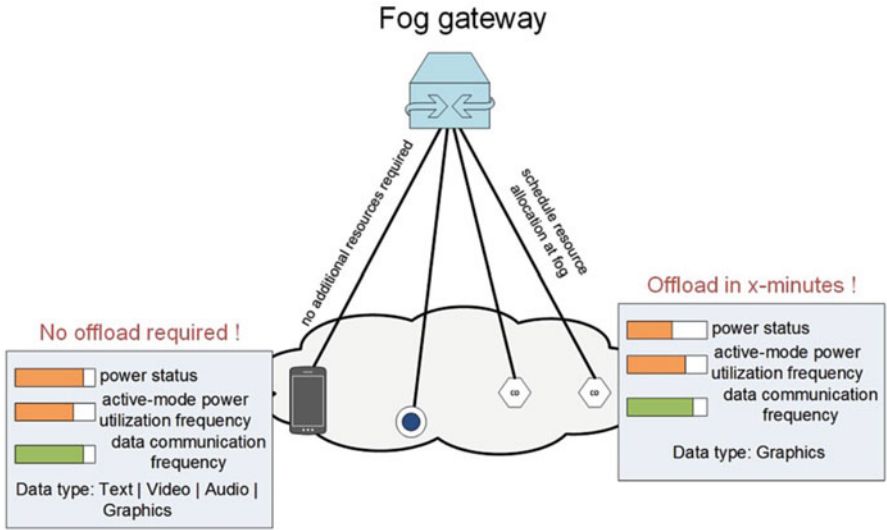 Fog gateway
no additional resources required
schedule resource
allocation at fog
No offload required !
power status
active-mode power
utilization frequency
data communication
frequency
Data type: Text | Video | Audio |
Graphics
Offload in x-minutes !
power status
active-mode power
utilization frequency
data communication
frequency
Data type: Graphics